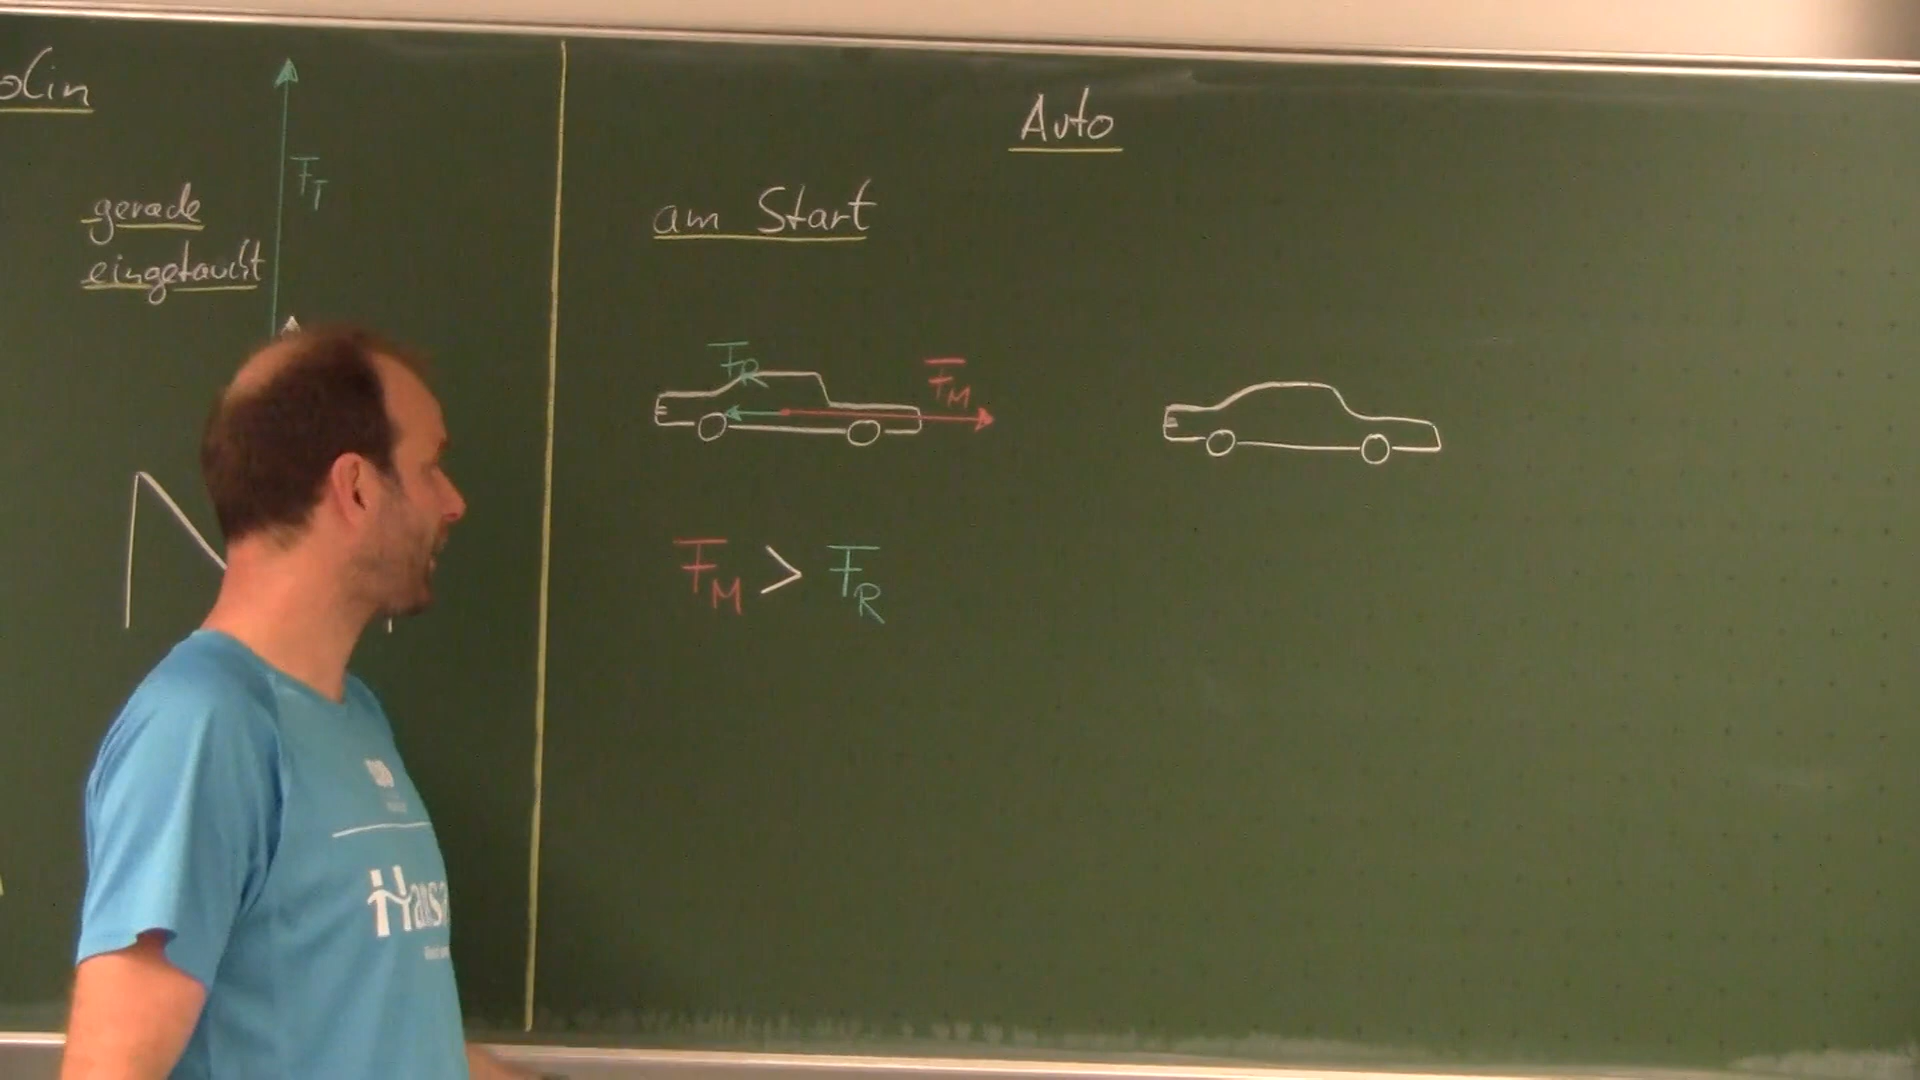 olin
gerade
eingetaucht
F_T
Auto
am Start
F_R
F_M
F_M > F_R